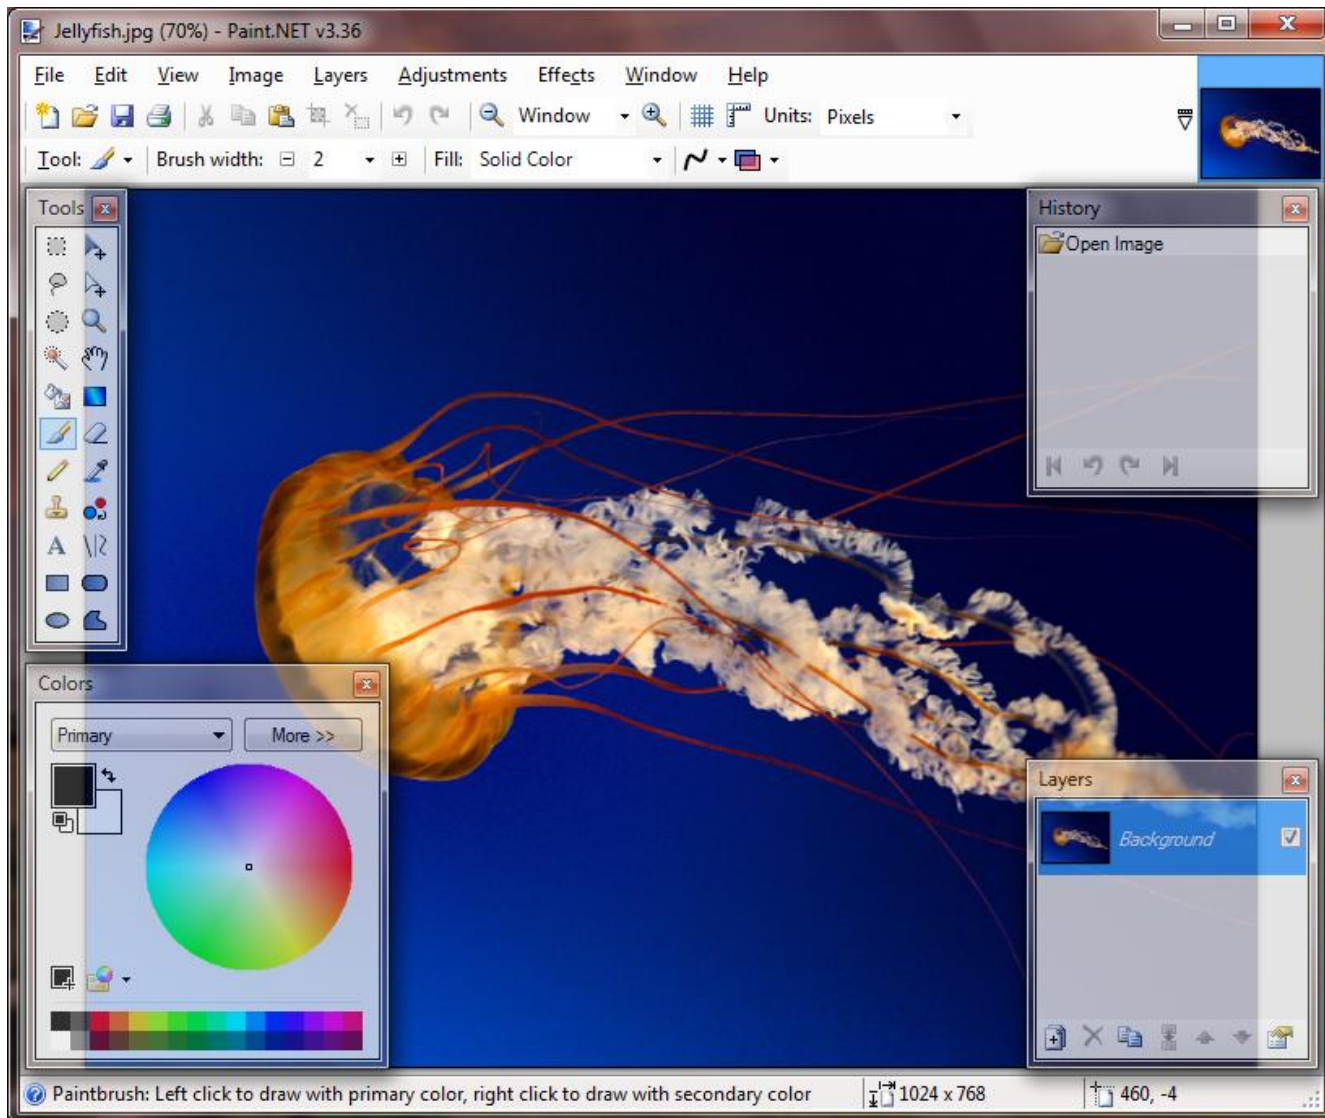 Jellyfish.jpg (70%) - Paint.NET v3.36
File Edit View Image Layers Adjustments Effects Window Help
Window Units: Pixels
Tool: Brush width: 2 Fill: Solid Color
Tools
History
Open Image
A
Colors
Primary More >>
Layers
Background
Paintbrush: Left click to draw with primary color, right click to draw with secondary color 1024 x 768 460, -4